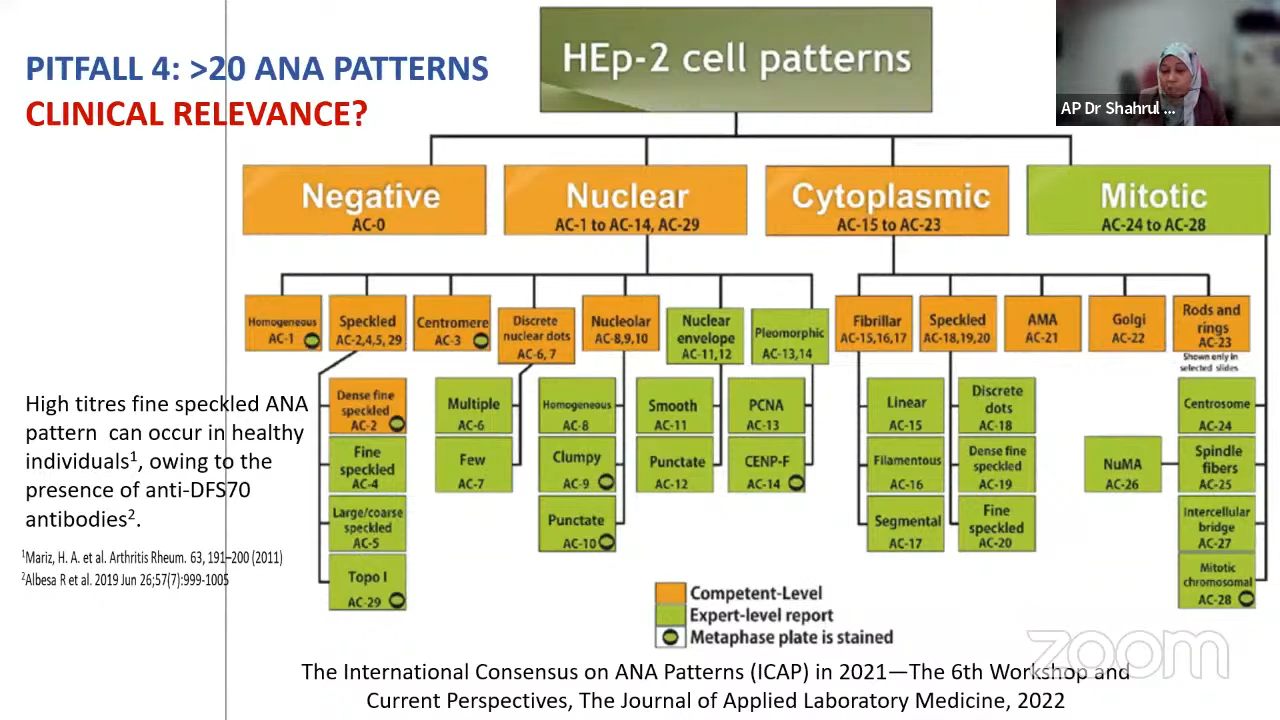 PITFALL 4: >20 ANA PATTERNS
CLINICAL RELEVANCE?
HEp-2 cell patterns
AP Dr Shahrul ...
Negative
AC-0
Nuclear
AC-1 to AC-14, AC-29
Cytoplasmic
AC-15 to AC-23
Mitotic
AC-24 to AC-28
Homogeneous
AC-1
Speckled
AC-2,4,5, 29
Centromere
AC-3
Discrete
nuclear dots
AC-6, 7
Nucleolar
AC-8,9,10
Nuclear
envelope
AC-11,12
Pleomorphic
AC-13,14
Fibrillar
AC-15,16,17
Speckled
AC-18,19,20
AMA
AC-21
Golgi
AC-22
Rods and
rings
AC-23
Shown only in
selected slides
Dense fine
speckled
AC-2
Fine
speckled
AC-4
Large/coarse
speckled
AC-5
Topo I
AC-29
Multiple
AC-6
Few
AC-7
Homogeneous
AC-8
Clumpy
AC-9
Punctate
AC-10
Smooth
AC-11
Punctate
AC-12
PCNA
AC-13
CENP-F
AC-14
Linear
AC-15
Filamentous
AC-16
Segmental
AC-17
Discrete
dots
AC-18
Dense fine
speckled
AC-19
Fine
speckled
AC-20
Centrosome
AC-24
Spindle
fibers
AC-25
NuMA
AC-26
Intercellular
bridge
AC-27
Mitotic
chromosomal
AC-28
High titres fine speckled ANA
pattern can occur in healthy
individuals¹, owing to the
presence of anti-DFS70
antibodies².
¹Mariz, H. A. et al. Arthritis Rheum. 63, 191–200 (2011)
²Albesa R et al. 2019 Jun 26;57(7):999-1005
Competent-Level
Expert-level report
Metaphase plate is stained
zoom
The International Consensus on ANA Patterns (ICAP) in 2021—The 6th Workshop and
Current Perspectives, The Journal of Applied Laboratory Medicine, 2022